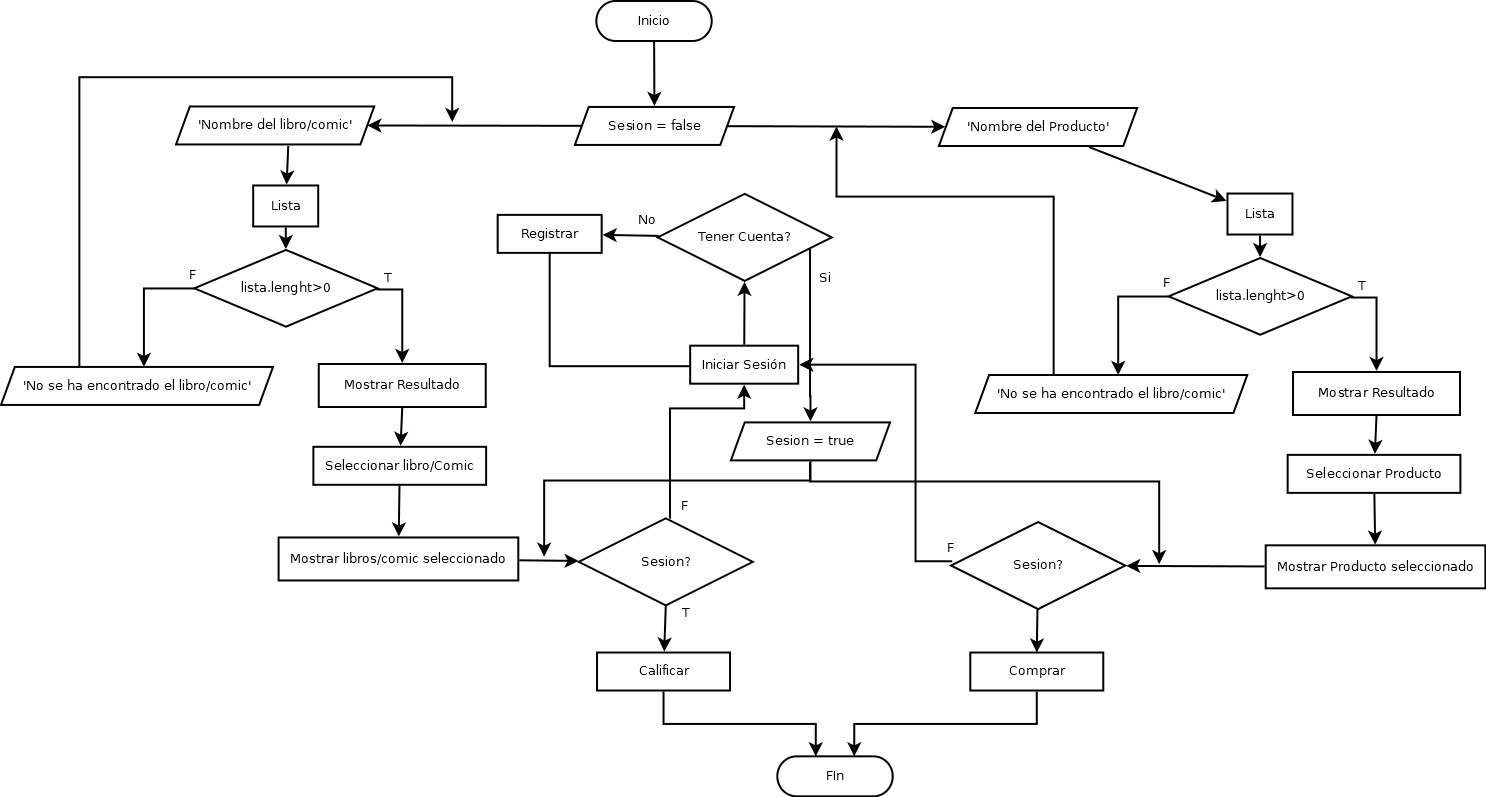 Inicio
'Nombre del libro/comic'
Sesion = false
'Nombre del Producto'
Lista
Lista
No
Registrar
Tener Cuenta?
Si
F
lista.lenght>0
T
F
lista.lenght>0
T
'No se ha encontrado el libro/comic'
Mostrar Resultado
Iniciar Sesión
'No se ha encontrado el libro/comic'
Mostrar Resultado
Seleccionar libro/Comic
Sesion = true
Seleccionar Producto
F
Mostrar libros/comic seleccionado
Sesion?
F
Sesion?
Mostrar Producto seleccionado
T
Calificar
Comprar
FIn